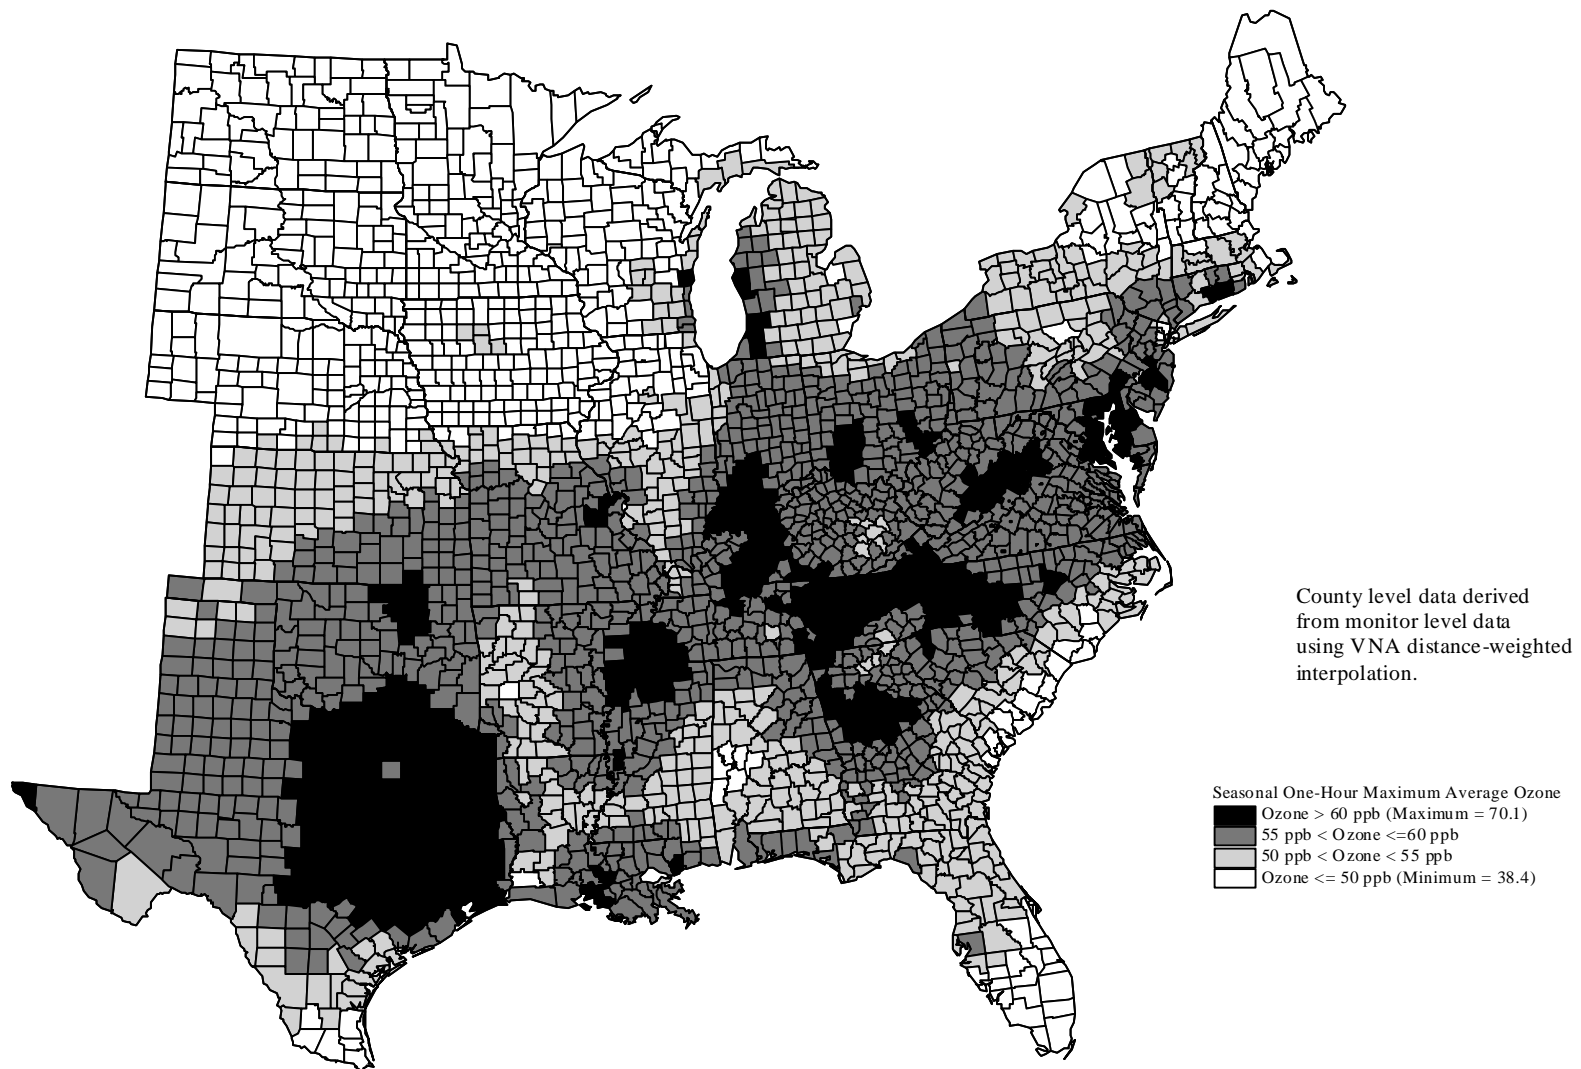 County level data derived
from monitor level data
using VNA distance-weighted
interpolation.
Seasonal One-Hour Maximum Average Ozone
Ozone > 60 ppb (Maximum = 70.1)
55 ppb < Ozone <=60 ppb
50 ppb < Ozone < 55 ppb
Ozone <= 50 ppb (Minimum = 38.4)